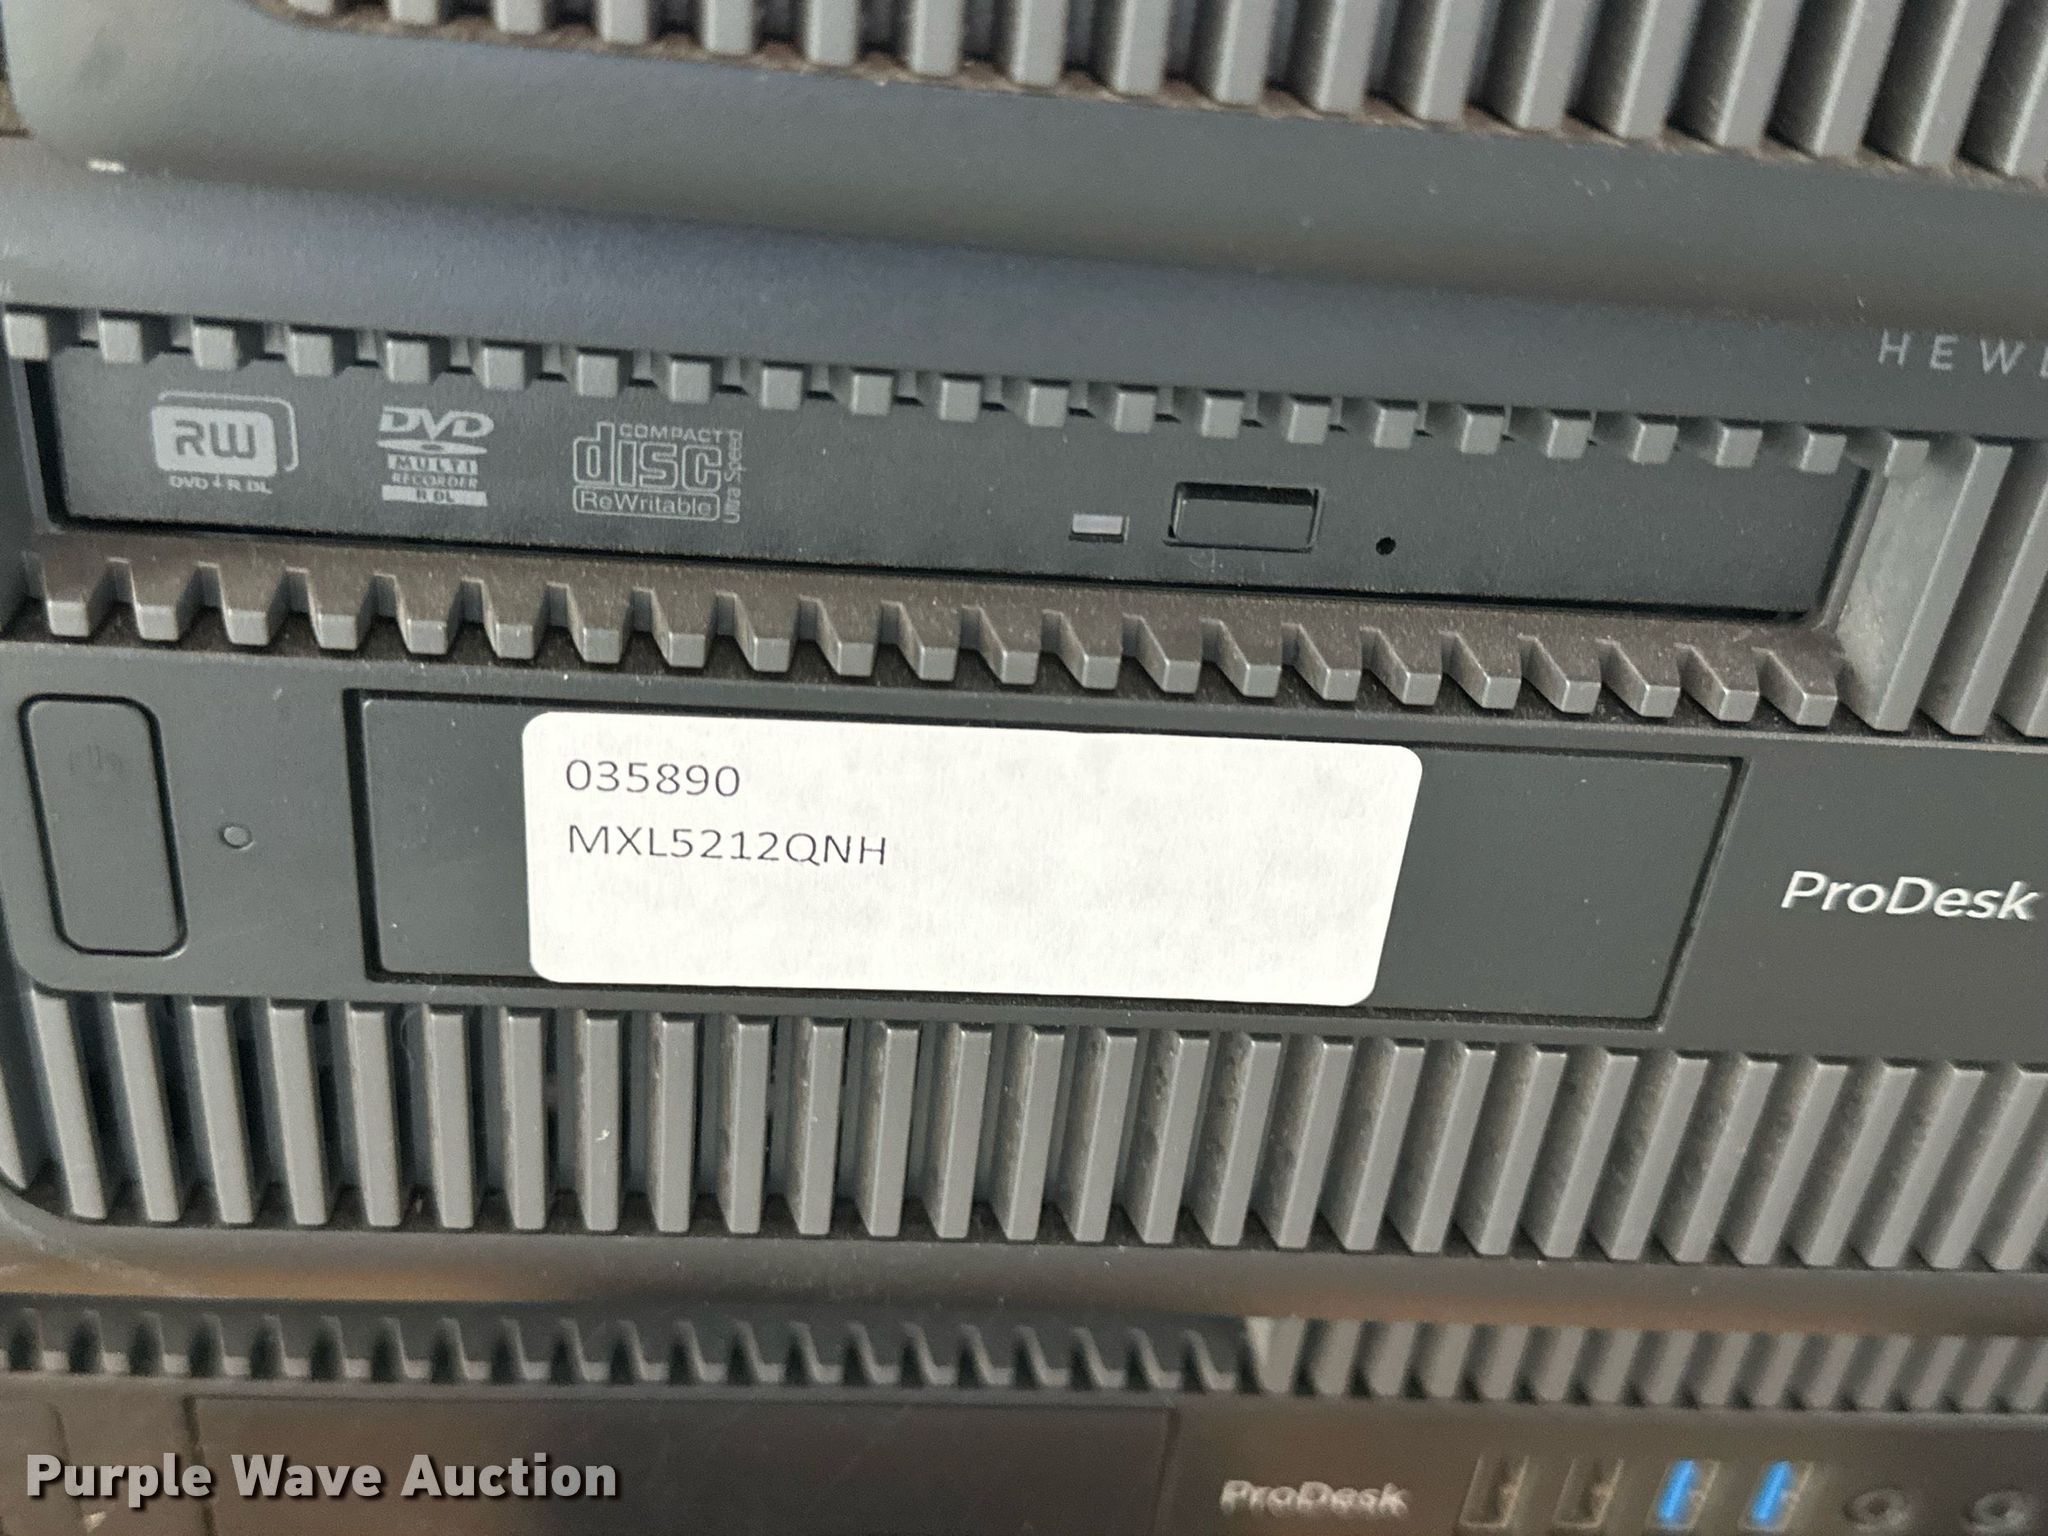 HEWL
RW
DVD+R DL
DVD
MULTI
RECORDER
R DL
COMPACT
disc
ReWritable
Ultra Speed
035890
MXL5212QNH
ProDesk
ProDesk
Purple Wave Auction